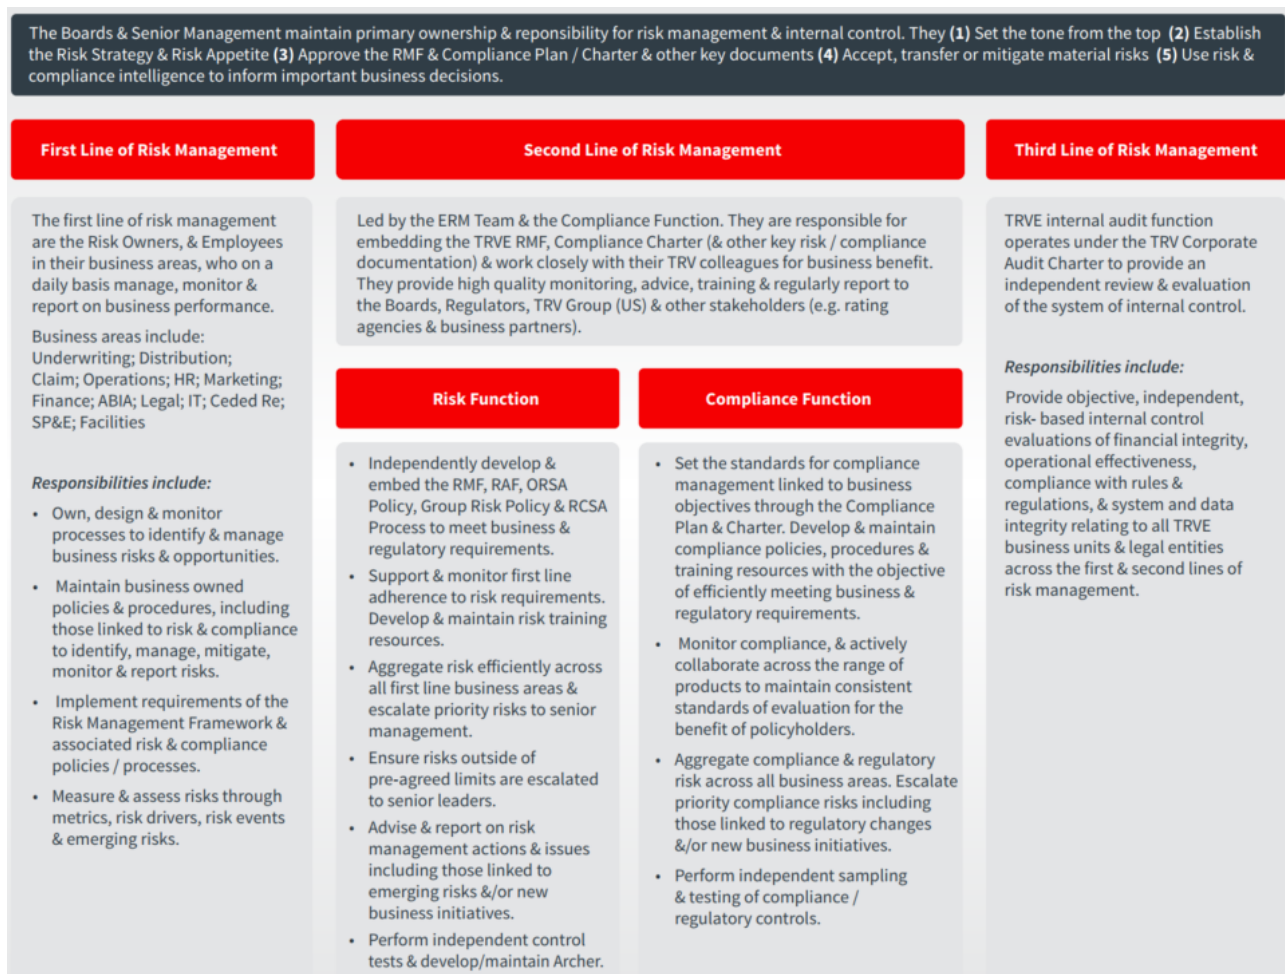 The Boards & Senior Management maintain primary ownership & reponsibility for risk management & internal control. They (1) Set the tone from the top (2) Establish
the Risk Strategy & Risk Appetite (3) Approve the RMF & Compliance Plan / Charter & other key documents (4) Accept, transfer or mitigate material risks (5) Use risk &
compliance intelligence to inform important business decisions.
First Line of Risk Management
The first line of risk management
are the Risk Owners, & Employees
in their business areas, who on a
daily basis manage, monitor &
report on business performance.
Business areas include:
Underwriting; Distribution;
Claim; Operations; HR; Marketing;
Finance; ABIA; Legal; IT; Ceded Re;
SP&E; Facilities
Responsibilities include:
• Own, design & monitor
processes to identify & manage
business risks & opportunities.
• Maintain business owned
policies & procedures, including
those linked to risk & compliance
to identify, manage, mitigate,
monitor & report risks.
• Implement requirements of the
Risk Management Framework &
associated risk & compliance
policies / processes.
• Measure & assess risks through
metrics, risk drivers, risk events
& emerging risks.
Second Line of Risk Management
Led by the ERM Team & the Compliance Function. They are responsible for
embedding the TRVE RMF, Compliance Charter (& other key risk / compliance
documentation) & work closely with their TRV colleagues for business benefit.
They provide high quality monitoring, advice, training & regularly report to
the Boards, Regulators, TRV Group (US) & other stakeholders (e.g. rating
agencies & business partners).
Risk Function
• Independently develop &
embed the RMF, RAF, ORSA
Policy, Group Risk Policy & RCSA
Process to meet business &
regulatory requirements.
• Support & monitor first line
adherence to risk requirements.
Develop & maintain risk training
resources.
• Aggregate risk efficiently across
all first line business areas &
escalate priority risks to senior
management.
• Ensure risks outside of
pre-agreed limits are escalated
to senior leaders.
• Advise & report on risk
management actions & issues
including those linked to
emerging risks &/or new
business initiatives.
• Perform independent control
tests & develop/maintain Archer.
Compliance Function
• Set the standards for compliance
management linked to business
objectives through the Compliance
Plan & Charter. Develop & maintain
compliance policies, procedures &
training resources with the objective
of efficiently meeting business &
regulatory requirements.
• Monitor compliance, & actively
collaborate across the range of
products to maintain consistent
standards of evaluation for the
benefit of policyholders.
• Aggregate compliance & regulatory
risk across all business areas. Escalate
priority compliance risks including
those linked to regulatory changes
&/or new business initiatives.
• Perform independent sampling
& testing of compliance /
regulatory controls.
Third Line of Risk Management
TRVE internal audit function
operates under the TRV Corporate
Audit Charter to provide an
independent review & evaluation
of the system of internal control.
Responsibilities include:
Provide objective, independent,
risk- based internal control
evaluations of financial integrity,
operational effectiveness,
compliance with rules &
regulations, & system and data
integrity relating to all TRVE
business units & legal entities
across the first & second lines of
risk management.